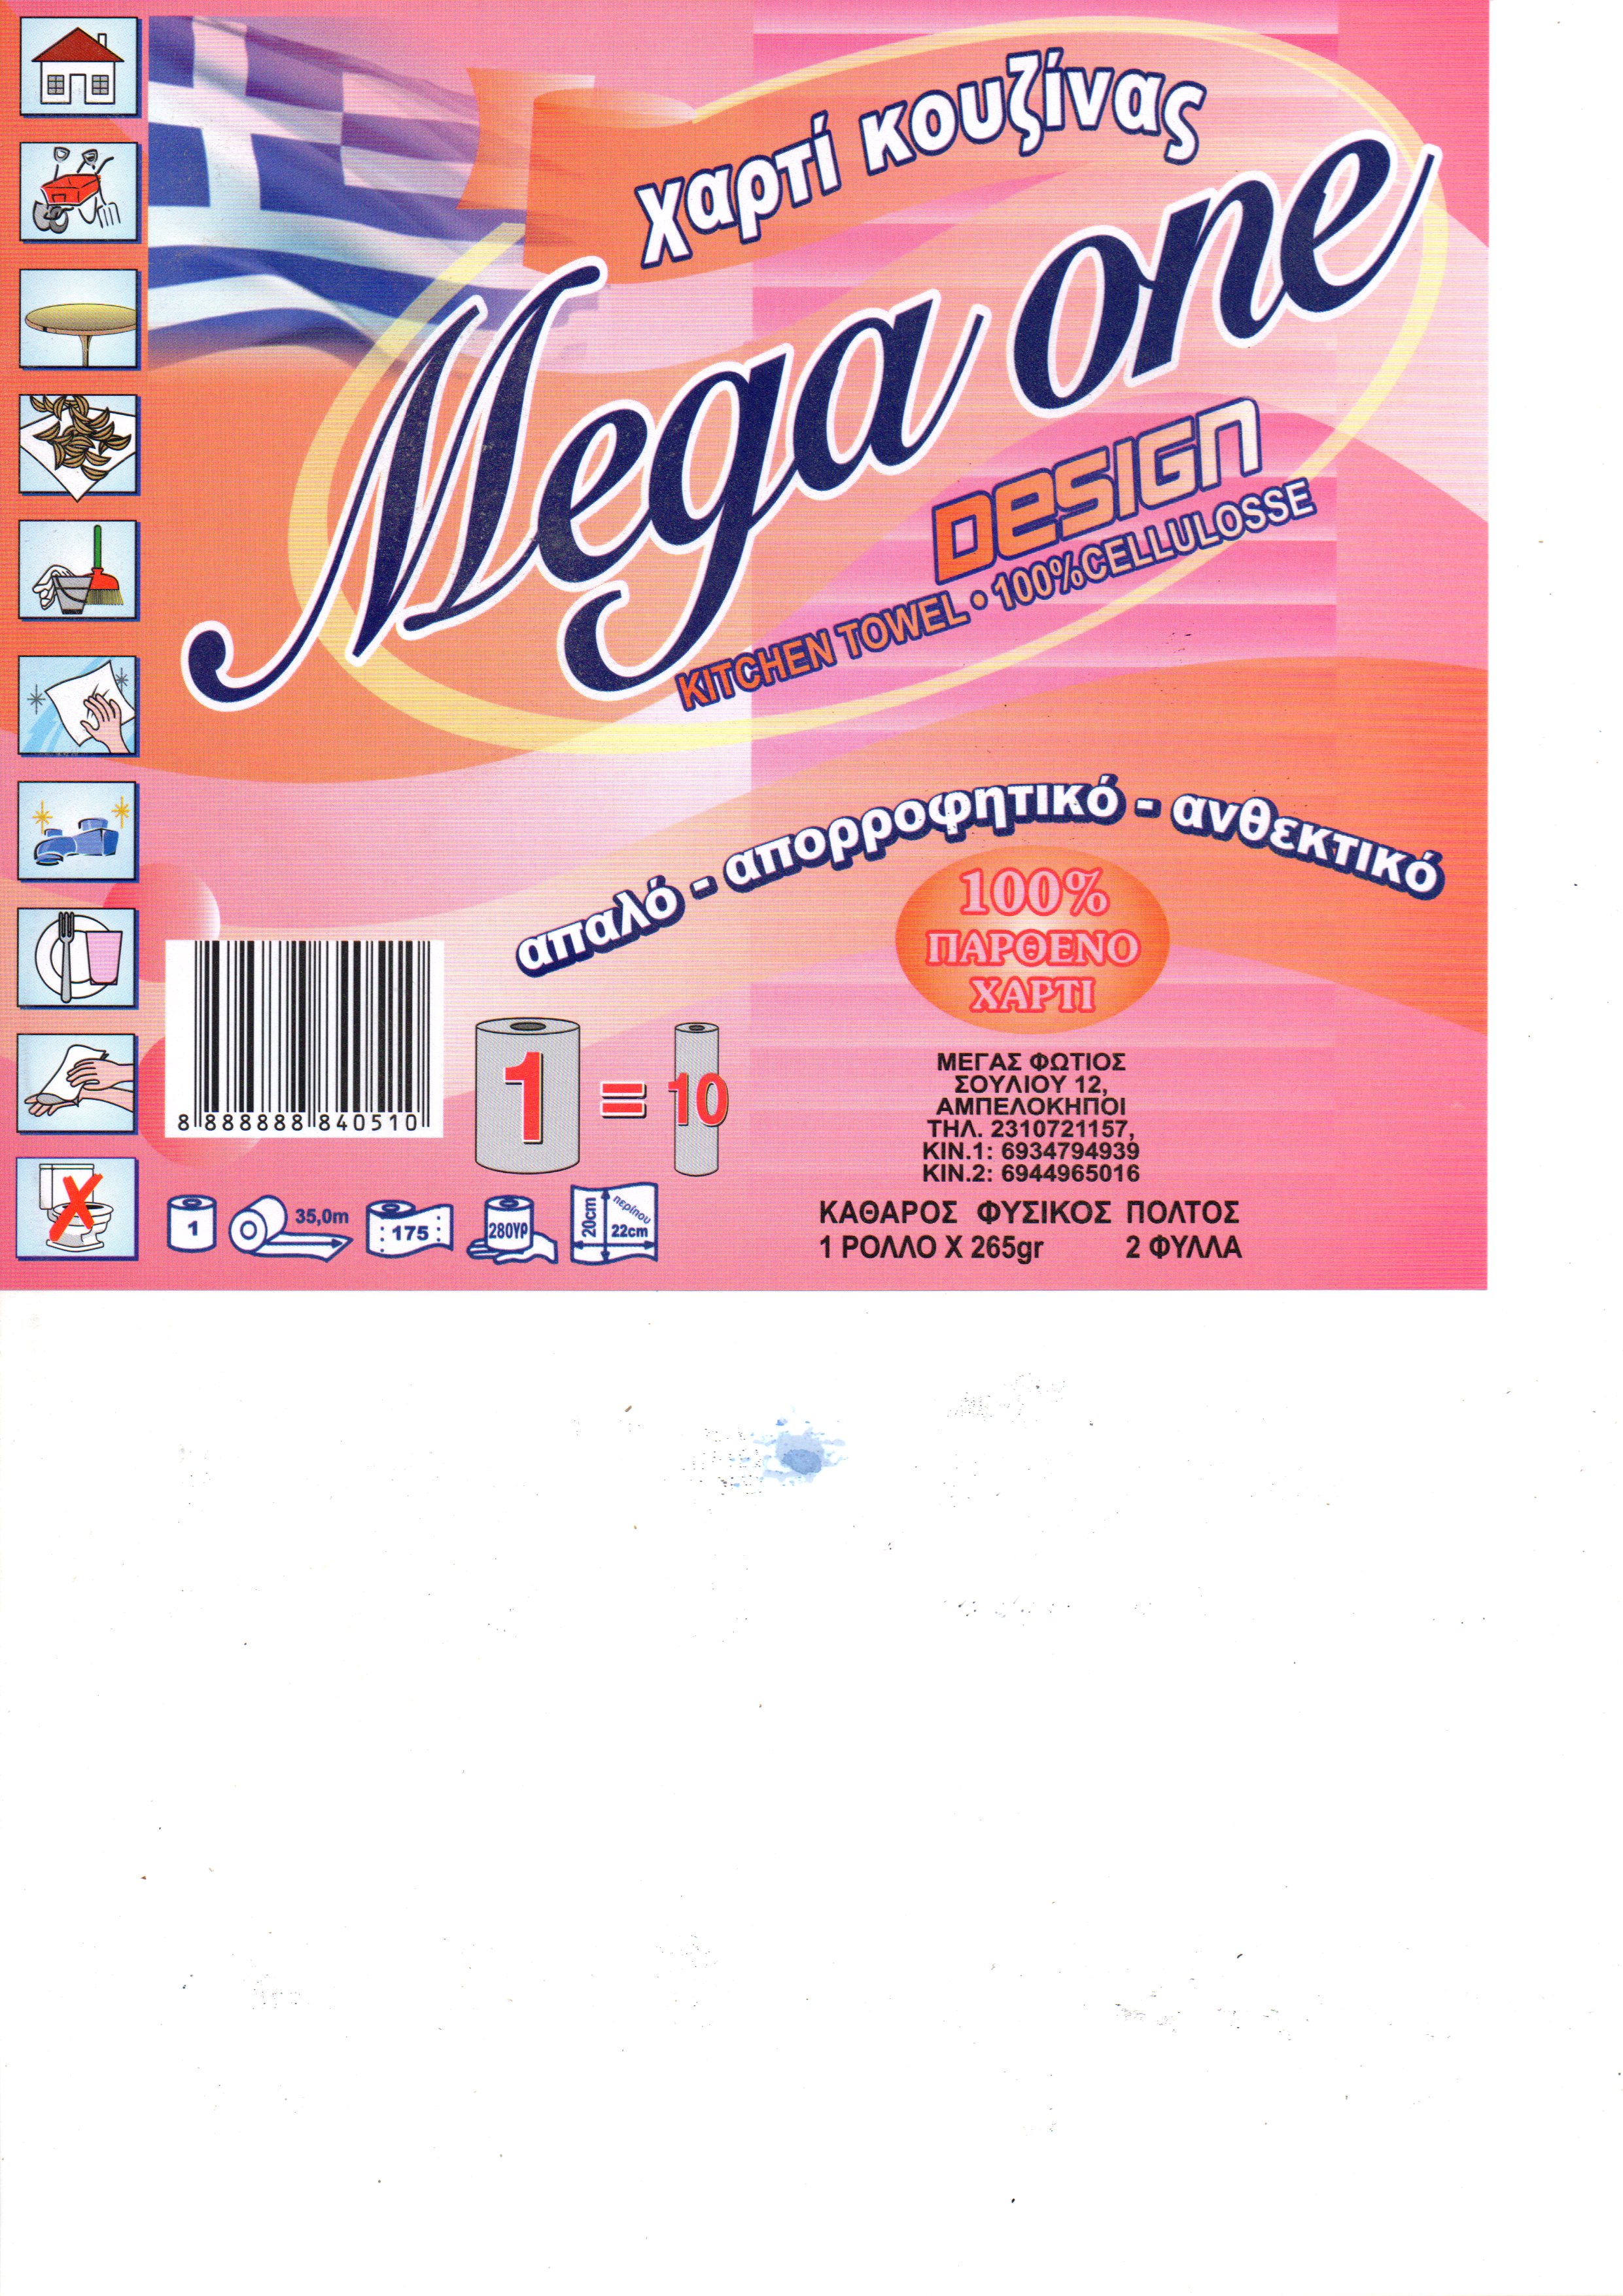 χαρτί κουζίνας
Mega one
DESIGN
KITCHEN TOWEL • 100%CELLULOSSE
απαλό - απορροφητικό - ανθεκτικό
100%
ΠΑΡΘΕΝΟ
ΧΑΡΤΙ
8 888888 840510
1 = 10
ΜΕΓΑΣ ΦΩΤΙΟΣ
ΣΟΥΛΙΟΥ 12,
ΑΜΠΕΛΟΚΗΠΟΙ
ΤΗΛ. 2310721157,
ΚΙΝ.1: 6934794939
ΚΙΝ.2: 6944965016
1
35,0m
175
280ΥΡ
20cm
περίπου
22cm
ΚΑΘΑΡΟΣ ΦΥΣΙΚΟΣ ΠΟΛΤΟΣ
1 ΡΟΛΛΟ Χ 265gr 2 ΦΥΛΛΑ